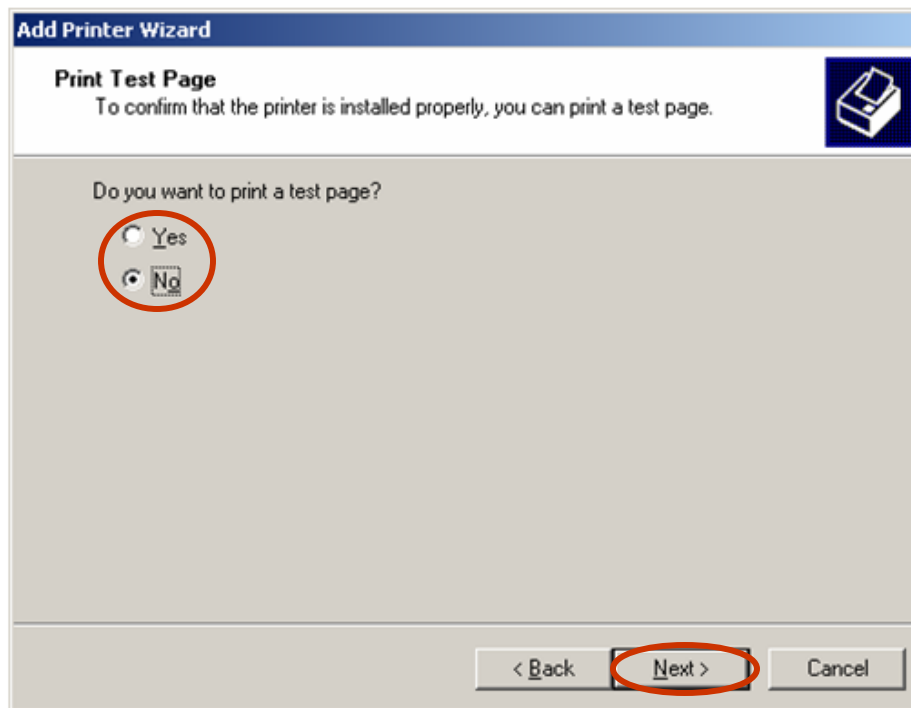 Add Printer Wizard
Print Test Page
To confirm that the printer is installed properly, you can print a test page.
Do you want to print a test page?
Yes
No
< Back Next > Cancel